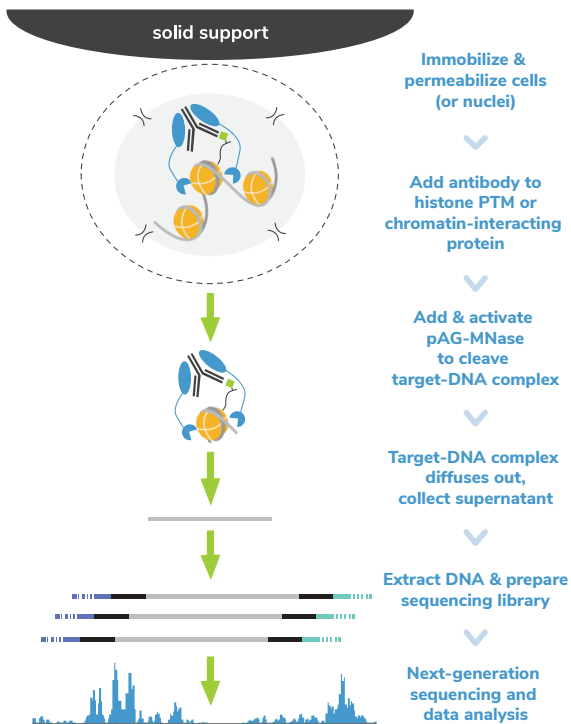 solid support
Immobilize &
permeabilize cells
(or nuclei)
Add antibody to
histone PTM or
chromatin-interacting
protein
Add & activate
pAG-MNase
to cleave
target-DNA complex
Target-DNA complex
diffuses out,
collect supernatant
Extract DNA & prepare
sequencing library
Next-generation
sequencing and
data analysis